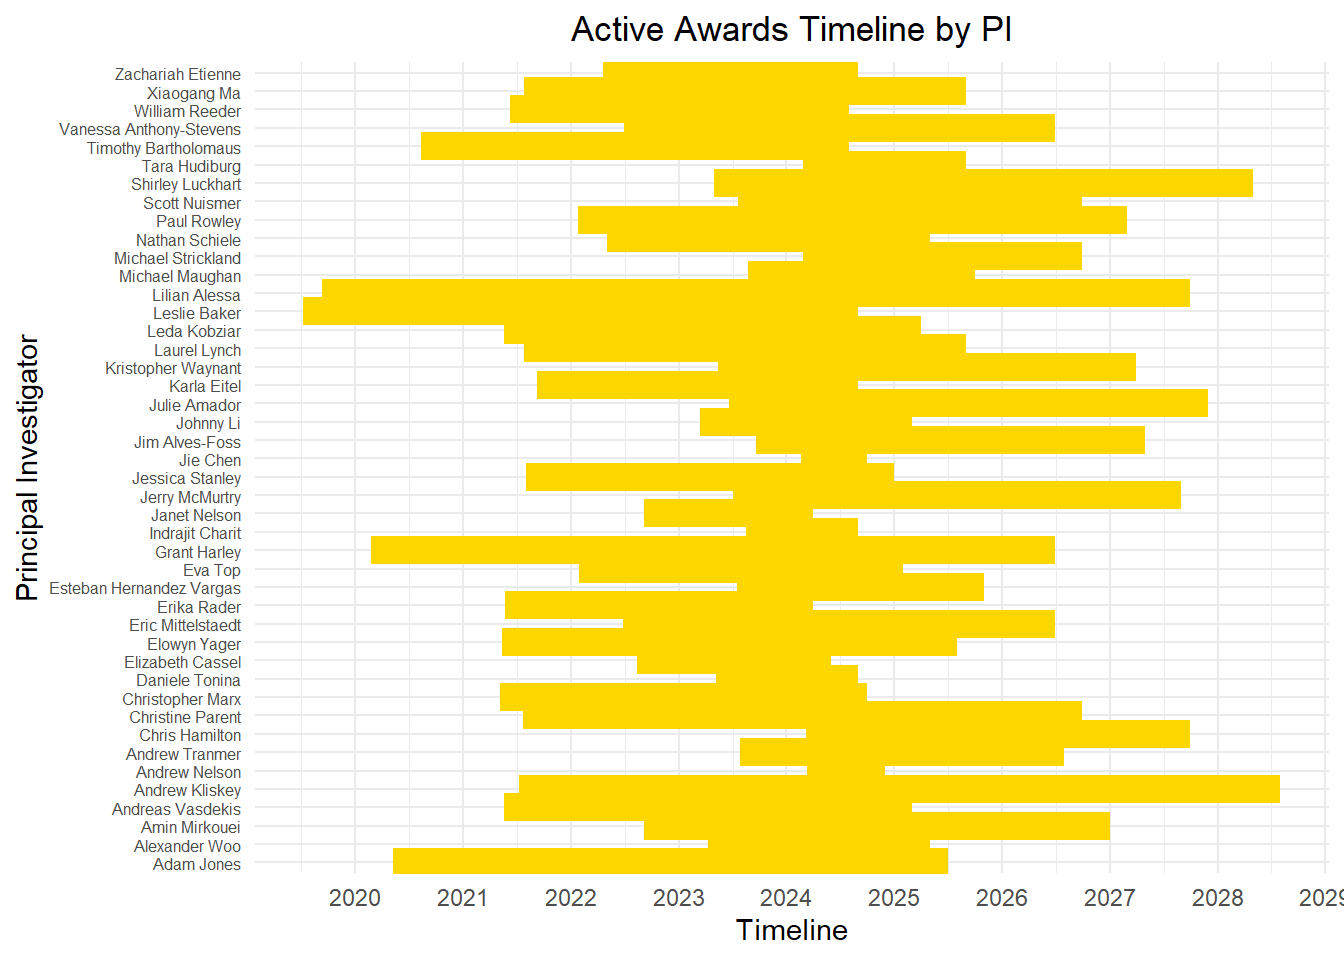 Active Awards Timeline by PI
Principal Investigator
Zachariah Etienne
Xiaogang Ma
William Reeder
Vanessa Anthony-Stevens
Timothy Bartholomaus
Tara Hudiburg
Shirley Luckhart
Scott Nuismer
Paul Rowley
Nathan Schiele
Michael Strickland
Michael Maughan
Lilian Alessa
Leslie Baker
Leda Kobziar
Laurel Lynch
Kristopher Waynant
Karla Eitel
Julie Amador
Johnny Li
Jim Alves-Foss
Jie Chen
Jessica Stanley
Jerry McMurtry
Janet Nelson
Indrajit Charit
Grant Harley
Eva Top
Esteban Hernandez Vargas
Erika Rader
Eric Mittelstaedt
Elowyn Yager
Elizabeth Cassel
Daniele Tonina
Christopher Marx
Christine Parent
Chris Hamilton
Andrew Tranmer
Andrew Nelson
Andrew Kliskey
Andreas Vasdekis
Amin Mirkouei
Alexander Woo
Adam Jones
2020 2021 2022 2023 2024 2025 2026 2027 2028 2029
Timeline